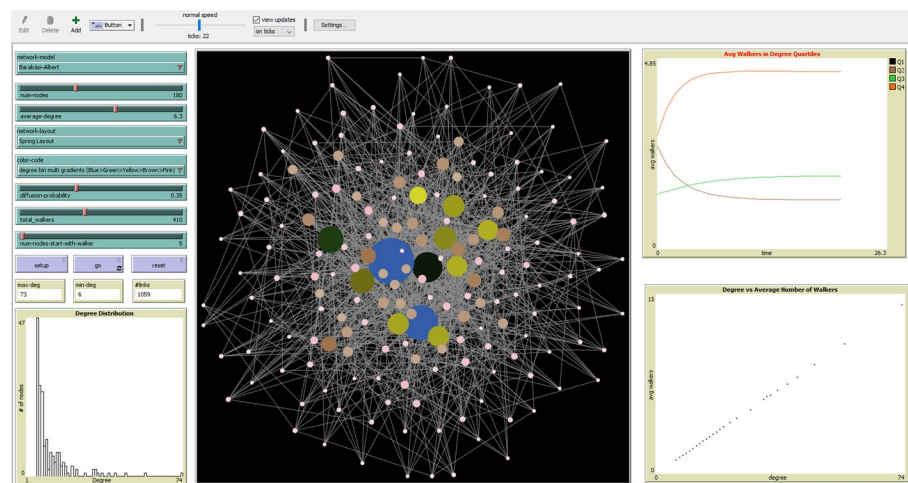 normal speed
view updates
Edit
Delete
Add
Abc Button
on ticks
Settings...
ticks: 22
network-model
Barabási–Albert
num-nodes 180
average-degree 6.3
network-layout
Spring Layout
color-code
degree bin multi gradients (Blue>Green>Yellow>Brown>Pink)
diffusion-probability 0.35
total_walkers 410
num-nodes-start-with-walker 5
setup
go
reset
max-deg
73
min-deg
6
#links
1059
Degree Distribution
47
# of nodes
0
1
Degree
74
Avg Walkers in Degree Quartiles
4.85
avg walkers
0
0
time
26.3
Q1
Q2
Q3
Q4
Degree vs Average Number of Walkers
15
avg walkers
0
0
degree
74